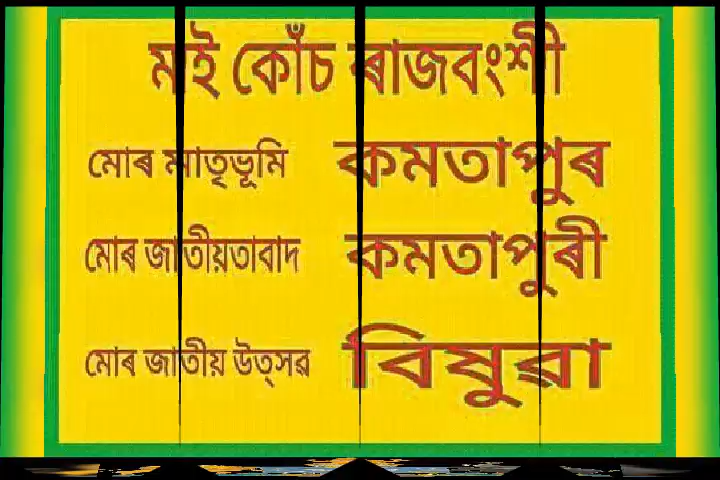 মই কোঁচ ৰাজবংশী
মোৰ মাতৃভূমি কমতাপুৰ
মোৰ জাতীয়তাবাদ কমতাপুৰী
মোৰ জাতীয় উত্সৱ বিষুৱা